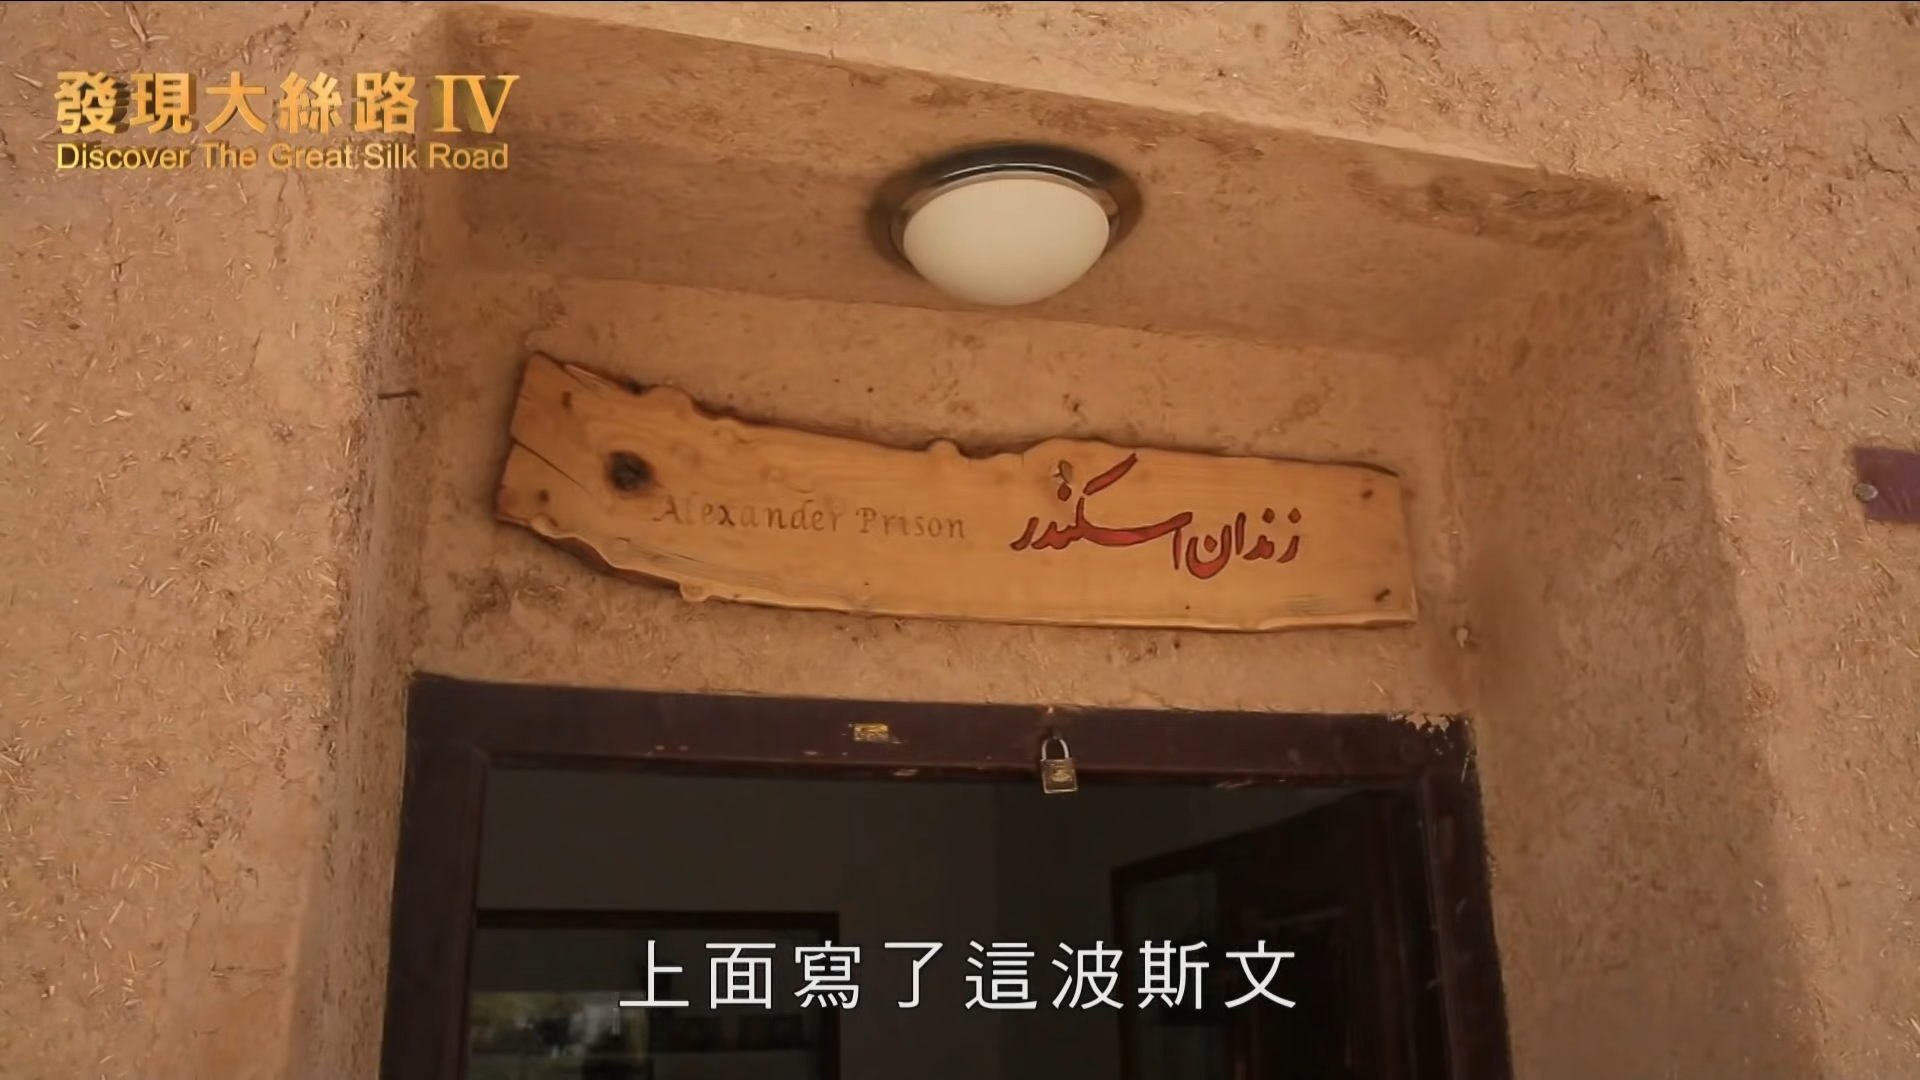 發現大絲路IV
Discover The Great Silk Road
Alexander Prison
زندان اسکندر
上面寫了這波斯文